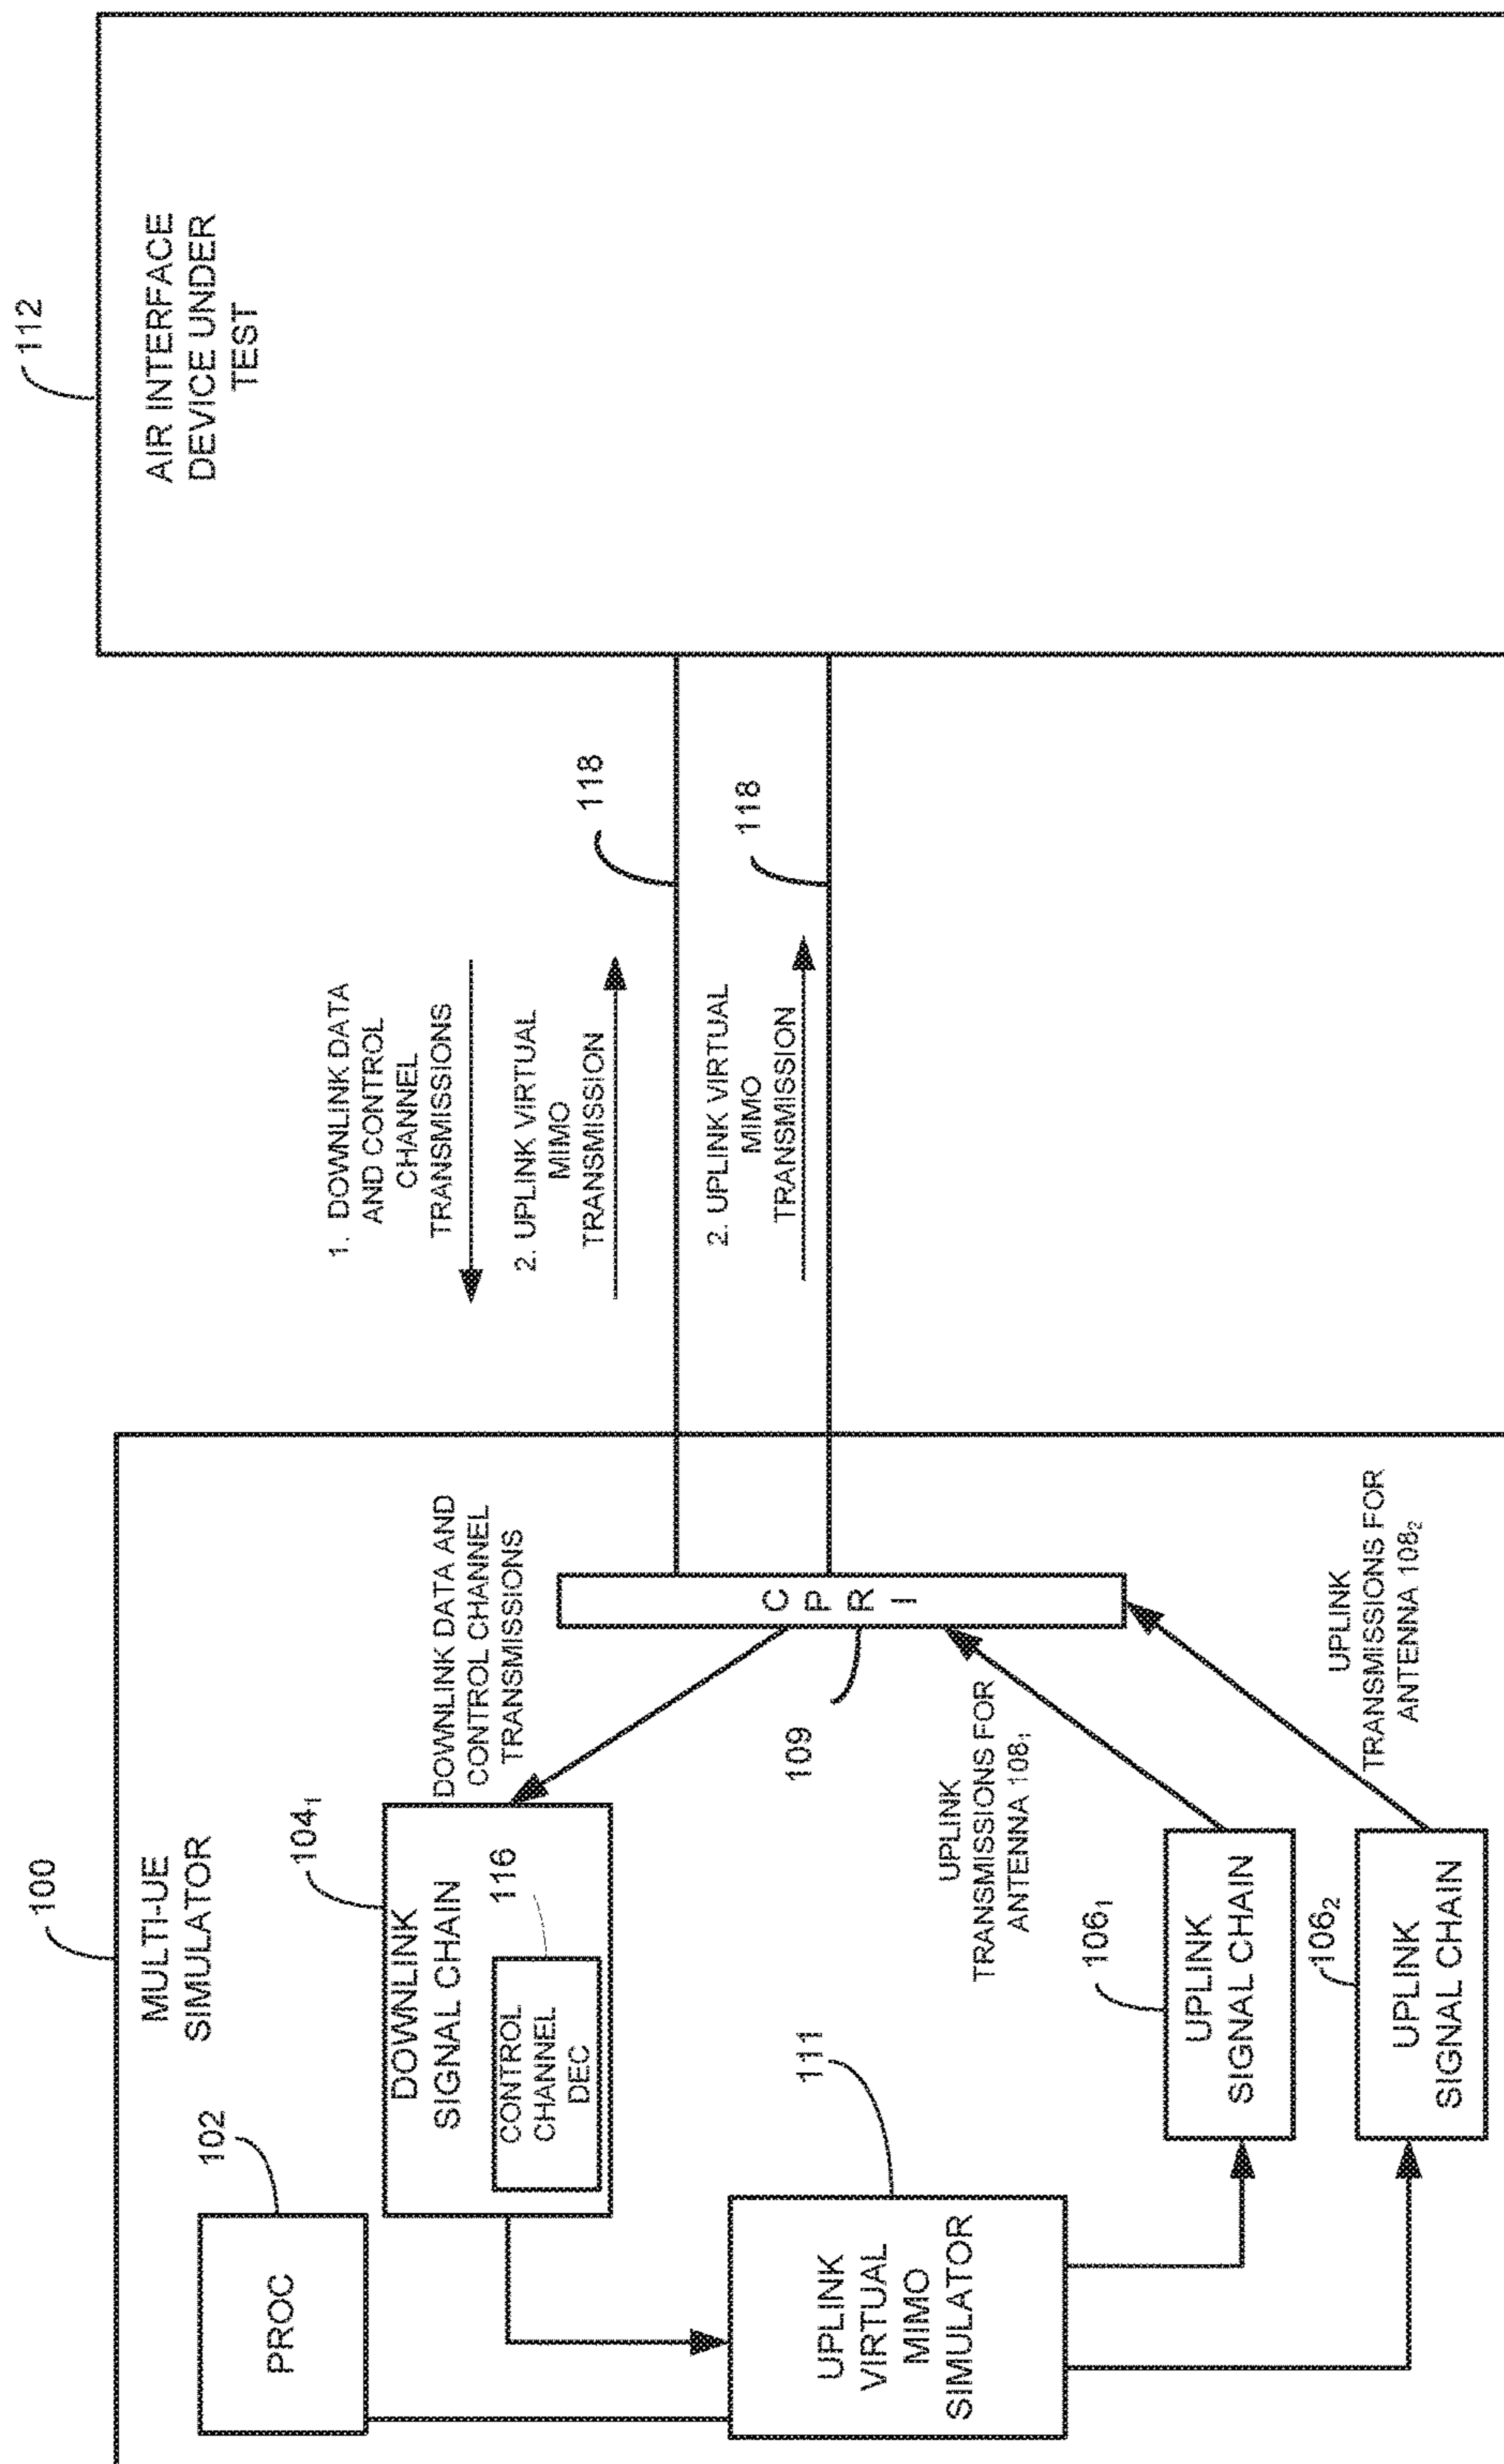 100
MULTI-UE
SIMULATOR
102
PROC
104₁
DOWNLINK
SIGNAL CHAIN
116
CONTROL
CHANNEL
DEC
DOWNLINK DATA AND
CONTROL CHANNEL
TRANSMISSIONS
111
UPLINK
VIRTUAL
MIMO
SIMULATOR
109
C
P
R
I
UPLINK
TRANSMISSIONS FOR
ANTENNA 108₁
106₁
UPLINK
SIGNAL CHAIN
UPLINK
TRANSMISSIONS FOR
ANTENNA 108₂
106₂
UPLINK
SIGNAL CHAIN
1. DOWNLINK DATA
AND CONTROL
CHANNEL
TRANSMISSIONS
2. UPLINK VIRTUAL
MIMO
TRANSMISSION
118
2. UPLINK VIRTUAL
MIMO
TRANSMISSION
118
112
AIR INTERFACE
DEVICE UNDER
TEST